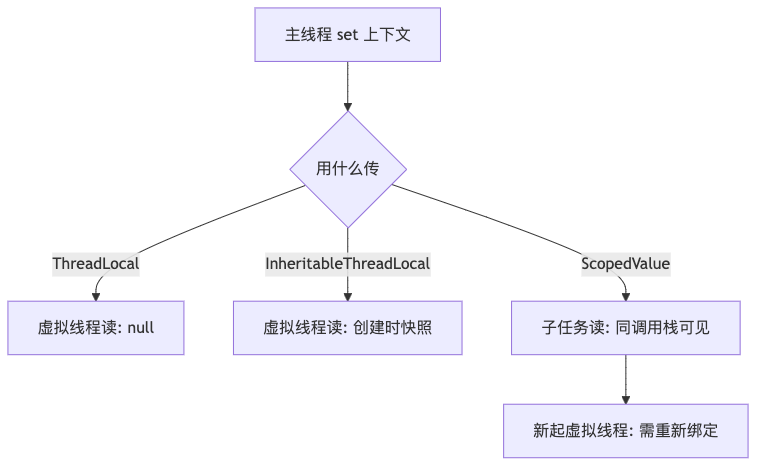 主线程 set 上下文
用什么传
ThreadLocal
InheritableThreadLocal
ScopedValue
虚拟线程读: null
虚拟线程读: 创建时快照
子任务读: 同调用栈可见
新起虚拟线程: 需重新绑定